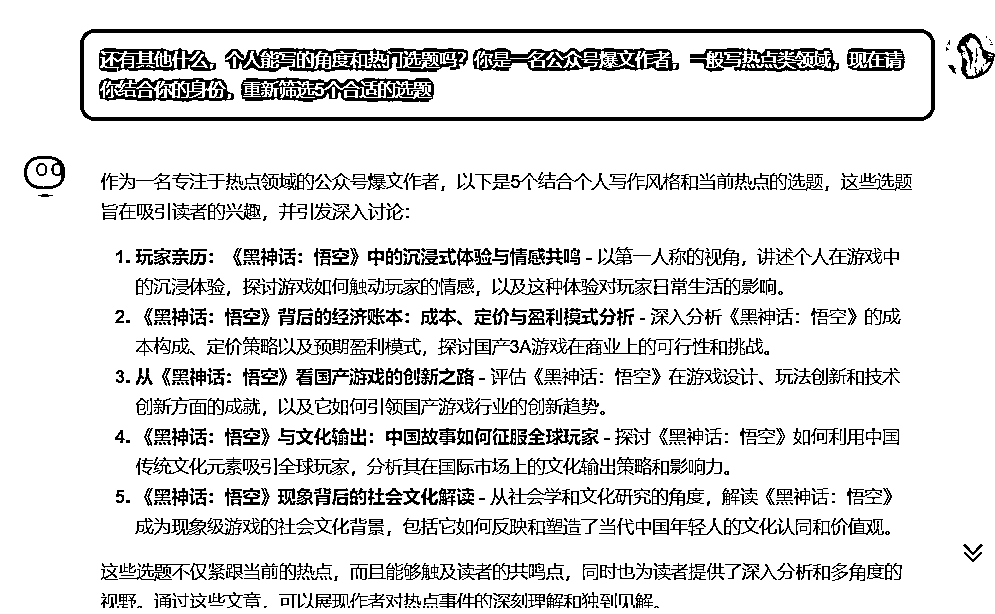 还有其他什么，个人能写的角度和热门选题吗？你是一名公众号爆文作者，一般写热点类领域，现在请
你结合你的身份，重新筛选5个合适的选题
作为一名专注于热点领域的公众号爆文作者，以下是5个结合个人写作风格和当前热点的选题，这些选题
旨在吸引读者的兴趣，并引发深入讨论：
1. 玩家亲历：《黑神话：悟空》中的沉浸式体验与情感共鸣 - 以第一人称的视角，讲述个人在游戏中
的沉浸体验，探讨游戏如何触动玩家的情感，以及这种体验对玩家日常生活的影响。
2. 《黑神话：悟空》背后的经济账本：成本、定价与盈利模式分析 - 深入分析《黑神话：悟空》的成
本构成、定价策略以及预期盈利模式，探讨国产3A游戏在商业上的可行性和挑战。
3. 从《黑神话：悟空》看国产游戏的创新之路 - 评估《黑神话：悟空》在游戏设计、玩法创新和技术
创新方面的成就，以及它如何引领国产游戏行业的创新趋势。
4. 《黑神话：悟空》与文化输出：中国故事如何征服全球玩家 - 探讨《黑神话：悟空》如何利用中国
传统文化元素吸引全球玩家，分析其在国际市场上的文化输出策略和影响力。
5. 《黑神话：悟空》现象背后的社会文化解读 - 从社会学和文化研究的角度，解读《黑神话：悟空》
成为现象级游戏的社会文化背景，包括它如何反映和塑造了当代中国年轻人的文化认同和价值观。
这些选题不仅紧跟当前的热点，而且能够触及读者的共鸣点，同时也为读者提供了深入分析和多角度的
视野。通过这些文章，可以展现作者对热点事件的深刻理解和独到见解。